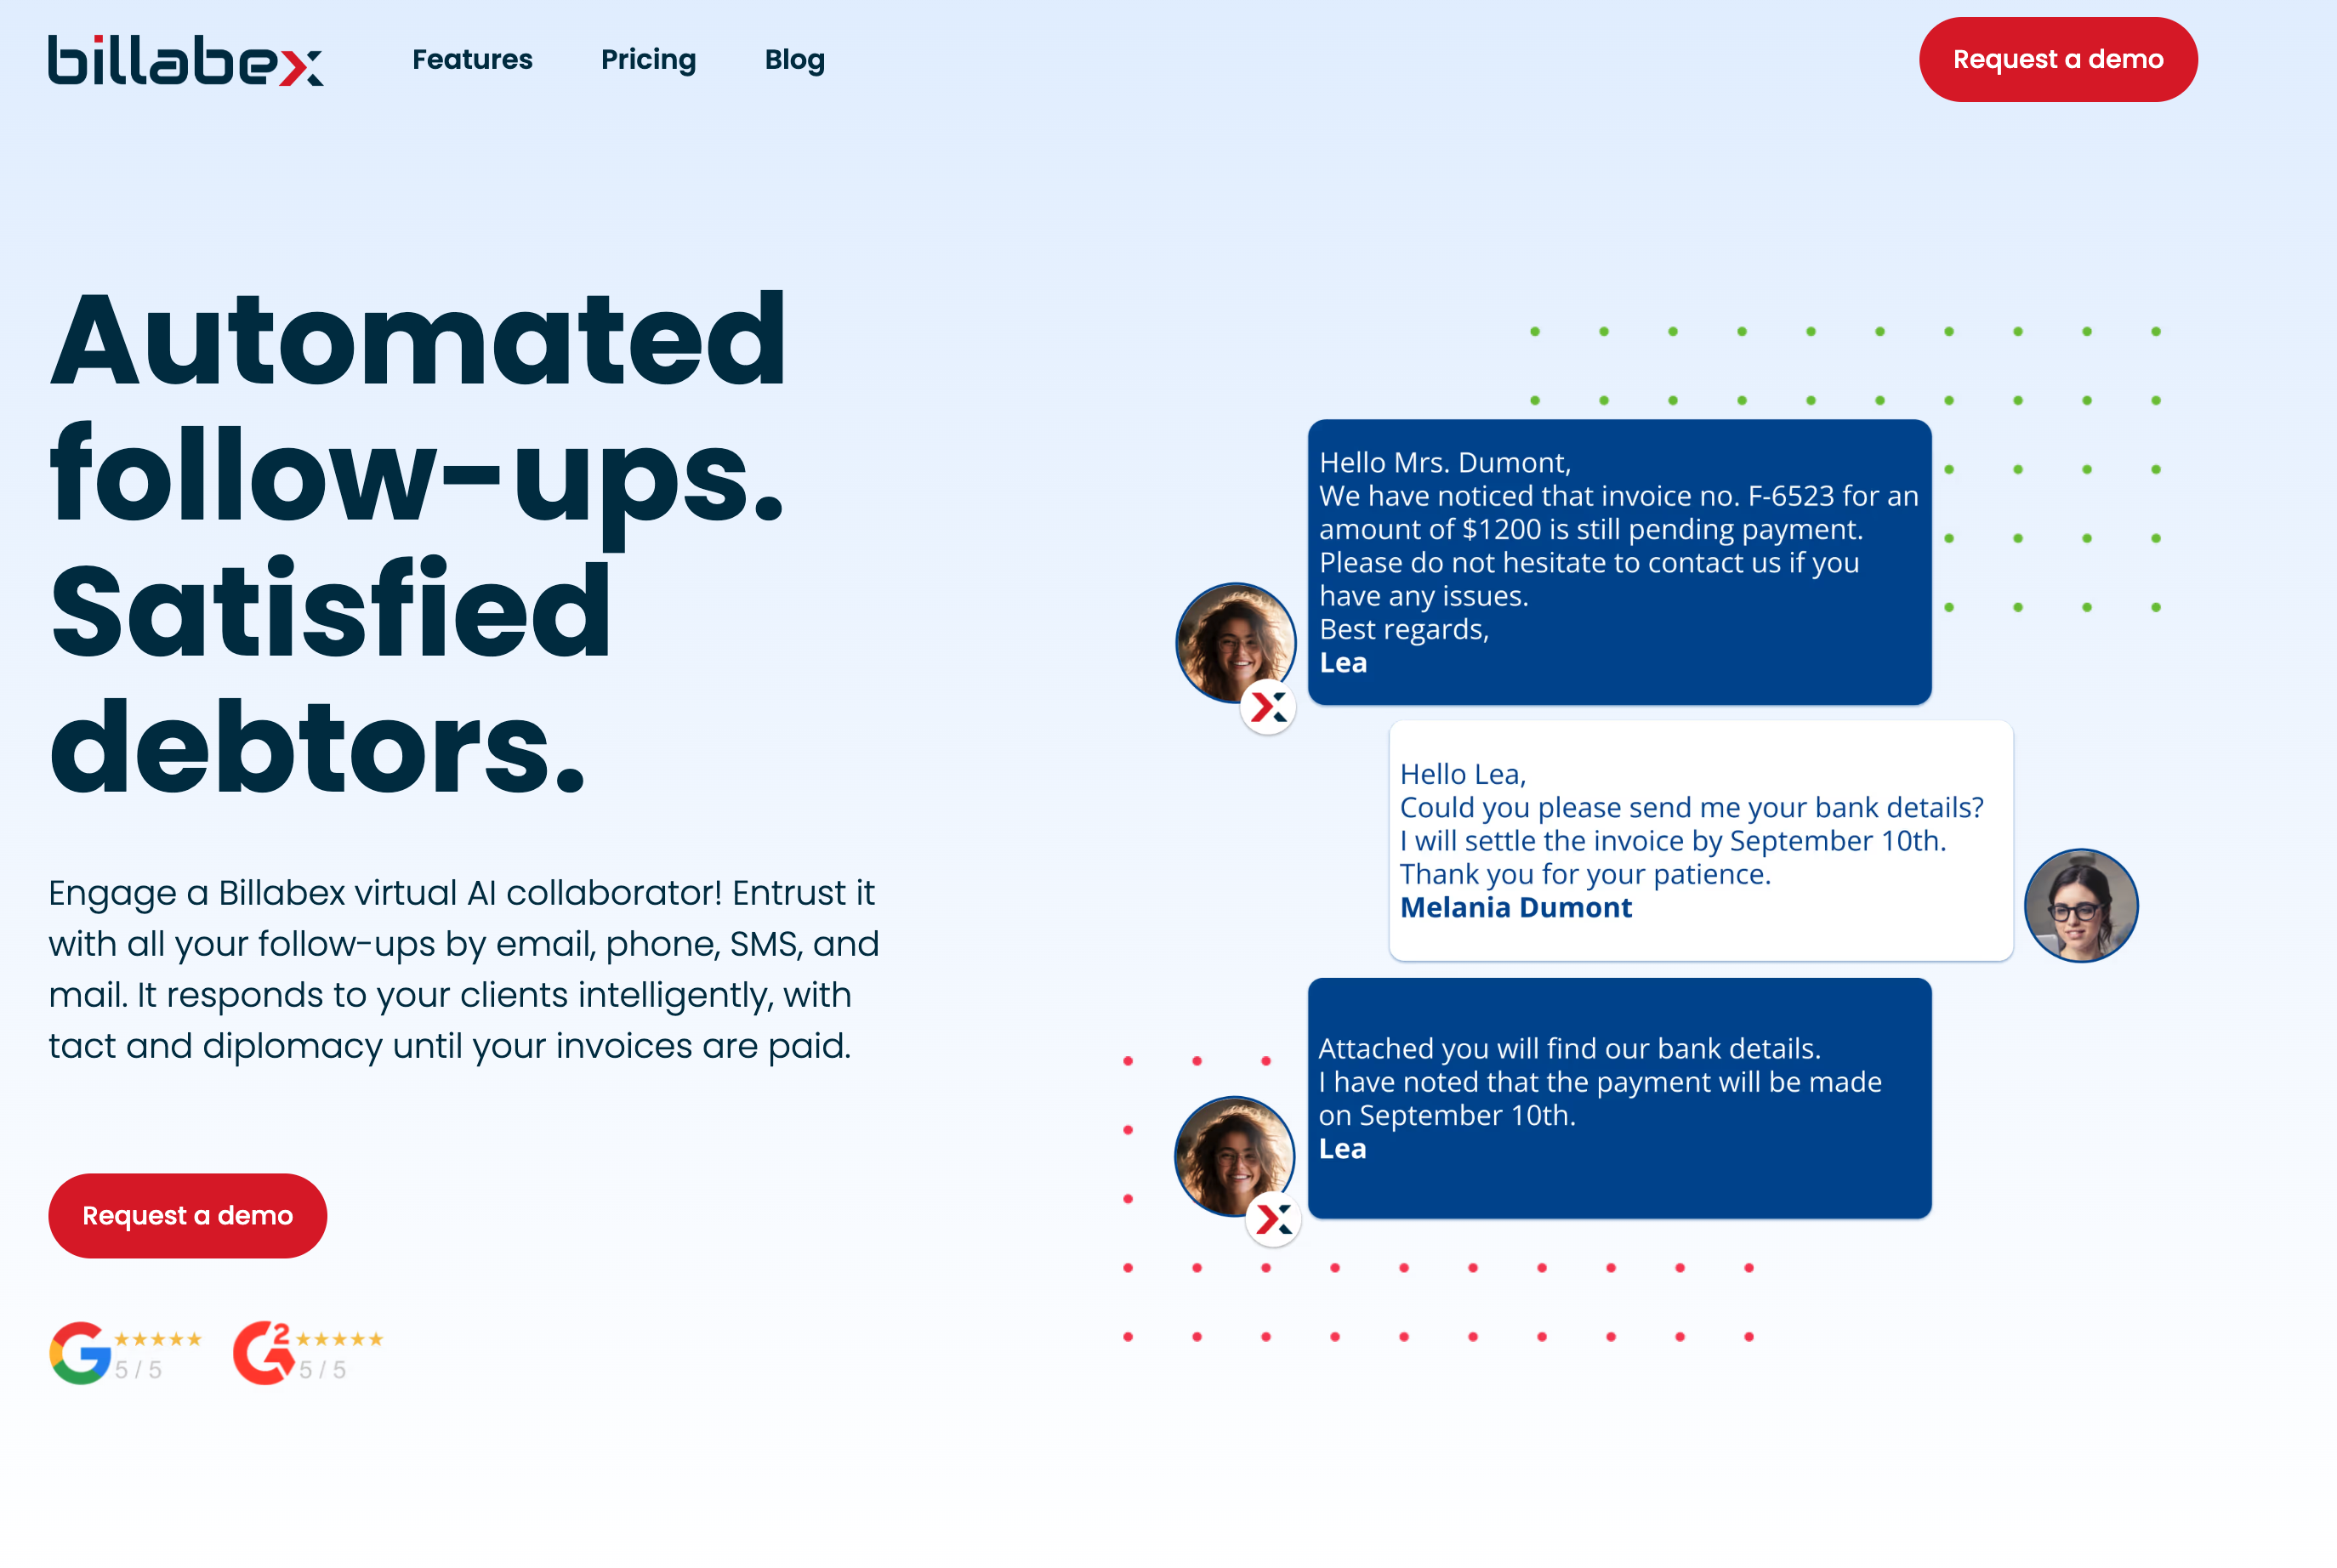 billabex
Features
Pricing
Blog
Request a demo
Automated
follow-ups.
Satisfied
debtors.
Engage a Billabex virtual AI collaborator! Entrust it
with all your follow-ups by email, phone, SMS, and
mail. It responds to your clients intelligently, with
tact and diplomacy until your invoices are paid.
Request a demo
G
5 / 5
G2
5 / 5
Hello Mrs. Dumont,
We have noticed that invoice no. F-6523 for an
amount of $1200 is still pending payment.
Please do not hesitate to contact us if you
have any issues.
Best regards,
Lea
Hello Lea,
Could you please send me your bank details?
I will settle the invoice by September 10th.
Thank you for your patience.
Melania Dumont
Attached you will find our bank details.
I have noted that the payment will be made
on September 10th.
Lea